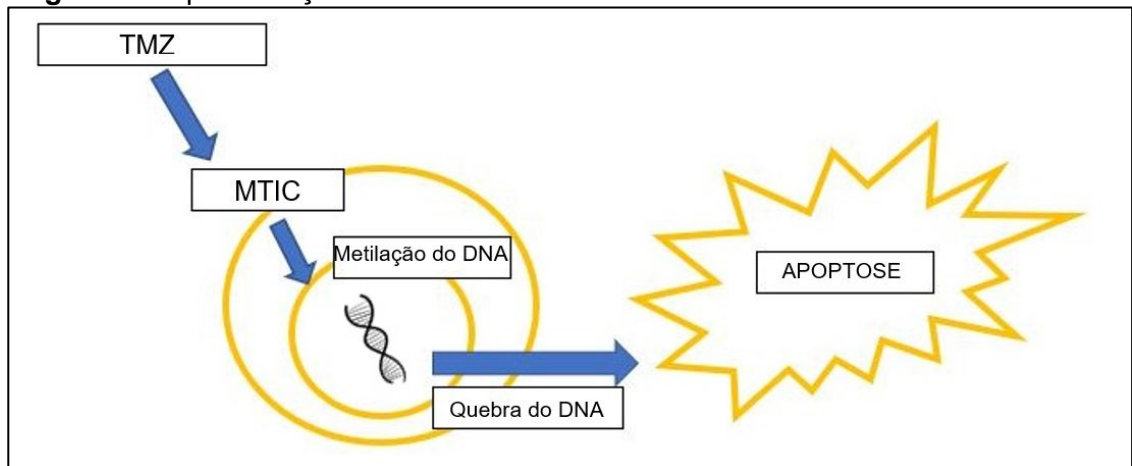 TMZ
MTIC
Metilação do DNA
APOPTOSE
Quebra do DNA